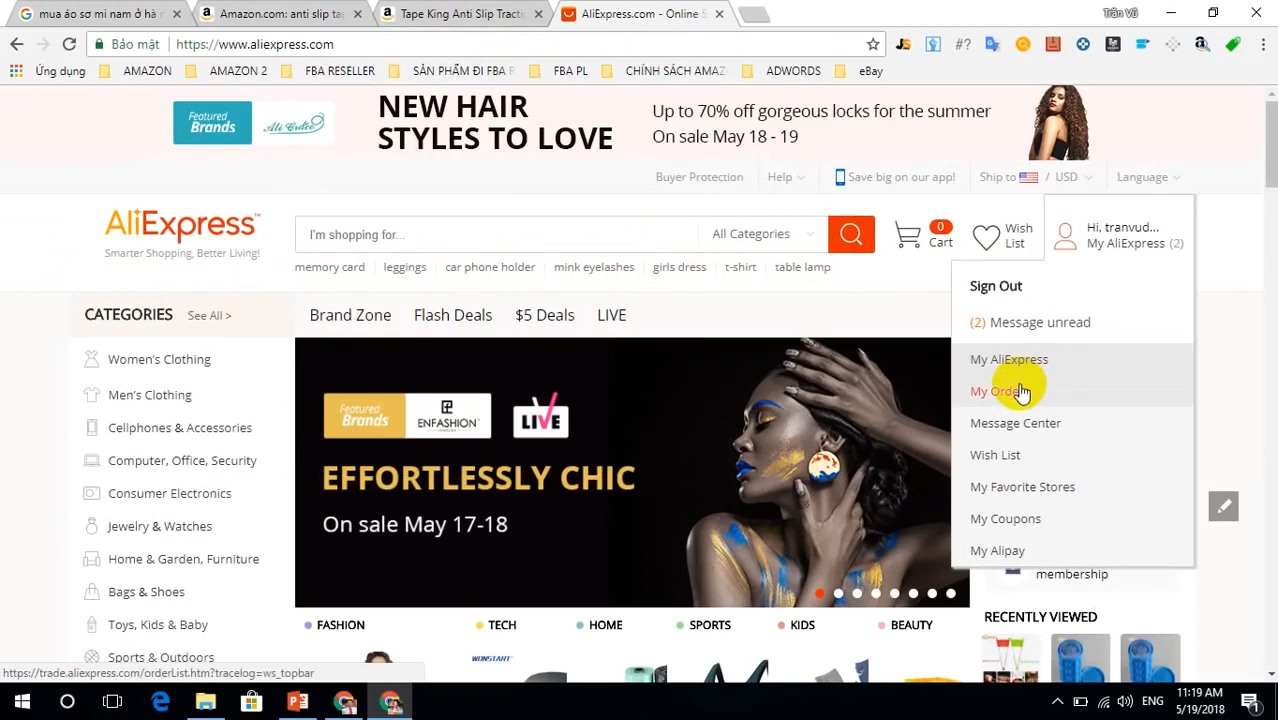 mua áo sơ mi nam ở hà n
Amazon.com: anti slip tap
Tape King Anti Slip Tracti
AliExpress.com - Online S
Trần Vũ
Bảo mật
https://www.aliexpress.com
Ứng dụng
AMAZON
AMAZON 2
FBA RESELLER
SẢN PHẨM ĐI FBA R
FBA PL
CHÍNH SÁCH AMAZ
ADWORDS
eBay
Featured Brands
Ali Cutie
NEW HAIR
STYLES TO LOVE
Up to 70% off gorgeous locks for the summer
On sale May 18 - 19
Buyer Protection
Help
Save big on our app!
Ship to / USD
Language
AliExpress
Smarter Shopping, Better Living!
I'm shopping for...
All Categories
0
Cart
Wish
List
Hi, tranvud...
My AliExpress (2)
memory card
leggings
car phone holder
mink eyelashes
girls dress
t-shirt
table lamp
Sign Out
(2) Message unread
My AliExpress
My Orde
Message Center
Wish List
My Favorite Stores
My Coupons
My Alipay
CATEGORIES
See All >
Brand Zone
Flash Deals
$5 Deals
LIVE
Women's Clothing
Men's Clothing
Cellphones & Accessories
Computer, Office, Security
Consumer Electronics
Jewelry & Watches
Home & Garden, Furniture
Bags & Shoes
Toys, Kids & Baby
Sports & Outdoors
Featured Brands
ENFASHION
LIVE
EFFORTLESSLY CHIC
On sale May 17-18
membership
RECENTLY VIEWED
FASHION
TECH
HOME
SPORTS
KIDS
BEAUTY
WONSTART
https://trade.aliexpress.com/orderList.htm?tracelog=ws_topbar
ENG
11:19 AM
5/19/2018